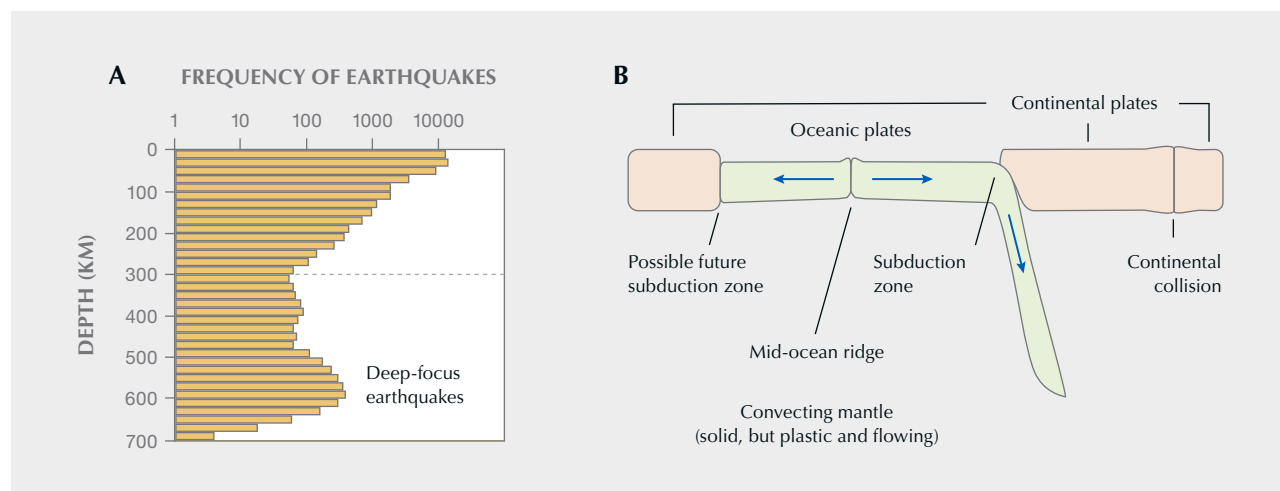 A
FREQUENCY OF EARTHQUAKES
1 10 100 1000 10000
DEPTH (KM)
0
100
200
300
400
500
600
700
Deep-focus
earthquakes
B
Continental plates
Oceanic plates
Possible future
subduction zone
Subduction
zone
Continental
collision
Mid-ocean ridge
Convecting mantle
(solid, but plastic and flowing)